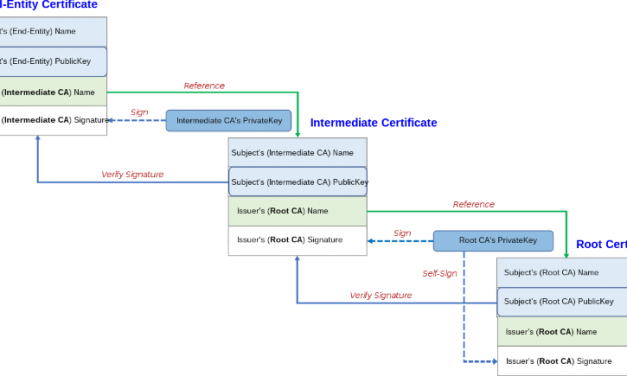 -Entity Certificate
's (End-Entity) Name
's (End-Entity) PublicKey
(Intermediate CA) Name
Reference
(Intermediate CA) Signature
Sign
Intermediate CA's PrivateKey
Intermediate Certificate
Subject's (Intermediate CA) Name
Verify Signature
Subject's (Intermediate CA) PublicKey
Reference
Issuer's (Root CA) Name
Issuer's (Root CA) Signature
Sign
Root CA's PrivateKey
Root Cert
Self-Sign
Subject's (Root CA) Name
Verify Signature
Subject's (Root CA) PublicKey
Issuer's (Root CA) Name
Issuer's (Root CA) Signature